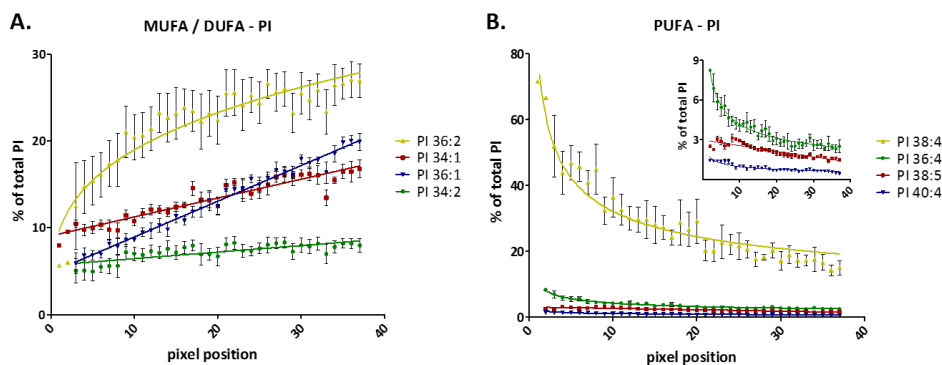 A.
MUFA / DUFA - PI
% of total PI
30
20
10
0
0
10
20
30
40
pixel position
PI 36:2
PI 34:1
PI 36:1
PI 34:2
B.
PUFA - PI
% of total PI
80
60
40
20
0
0
10
20
30
40
pixel position
% of total PI
9
6
3
10
20
30
40
PI 38:4
PI 36:4
PI 38:5
PI 40:4